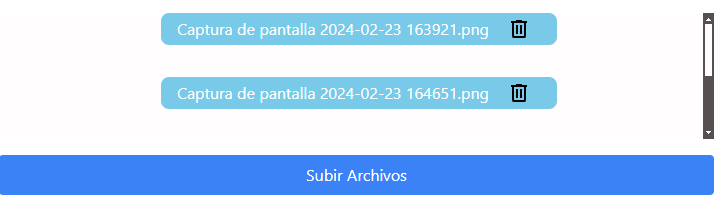 Captura de pantalla 2024-02-23 163921.png
Captura de pantalla 2024-02-23 164651.png
Subir Archivos